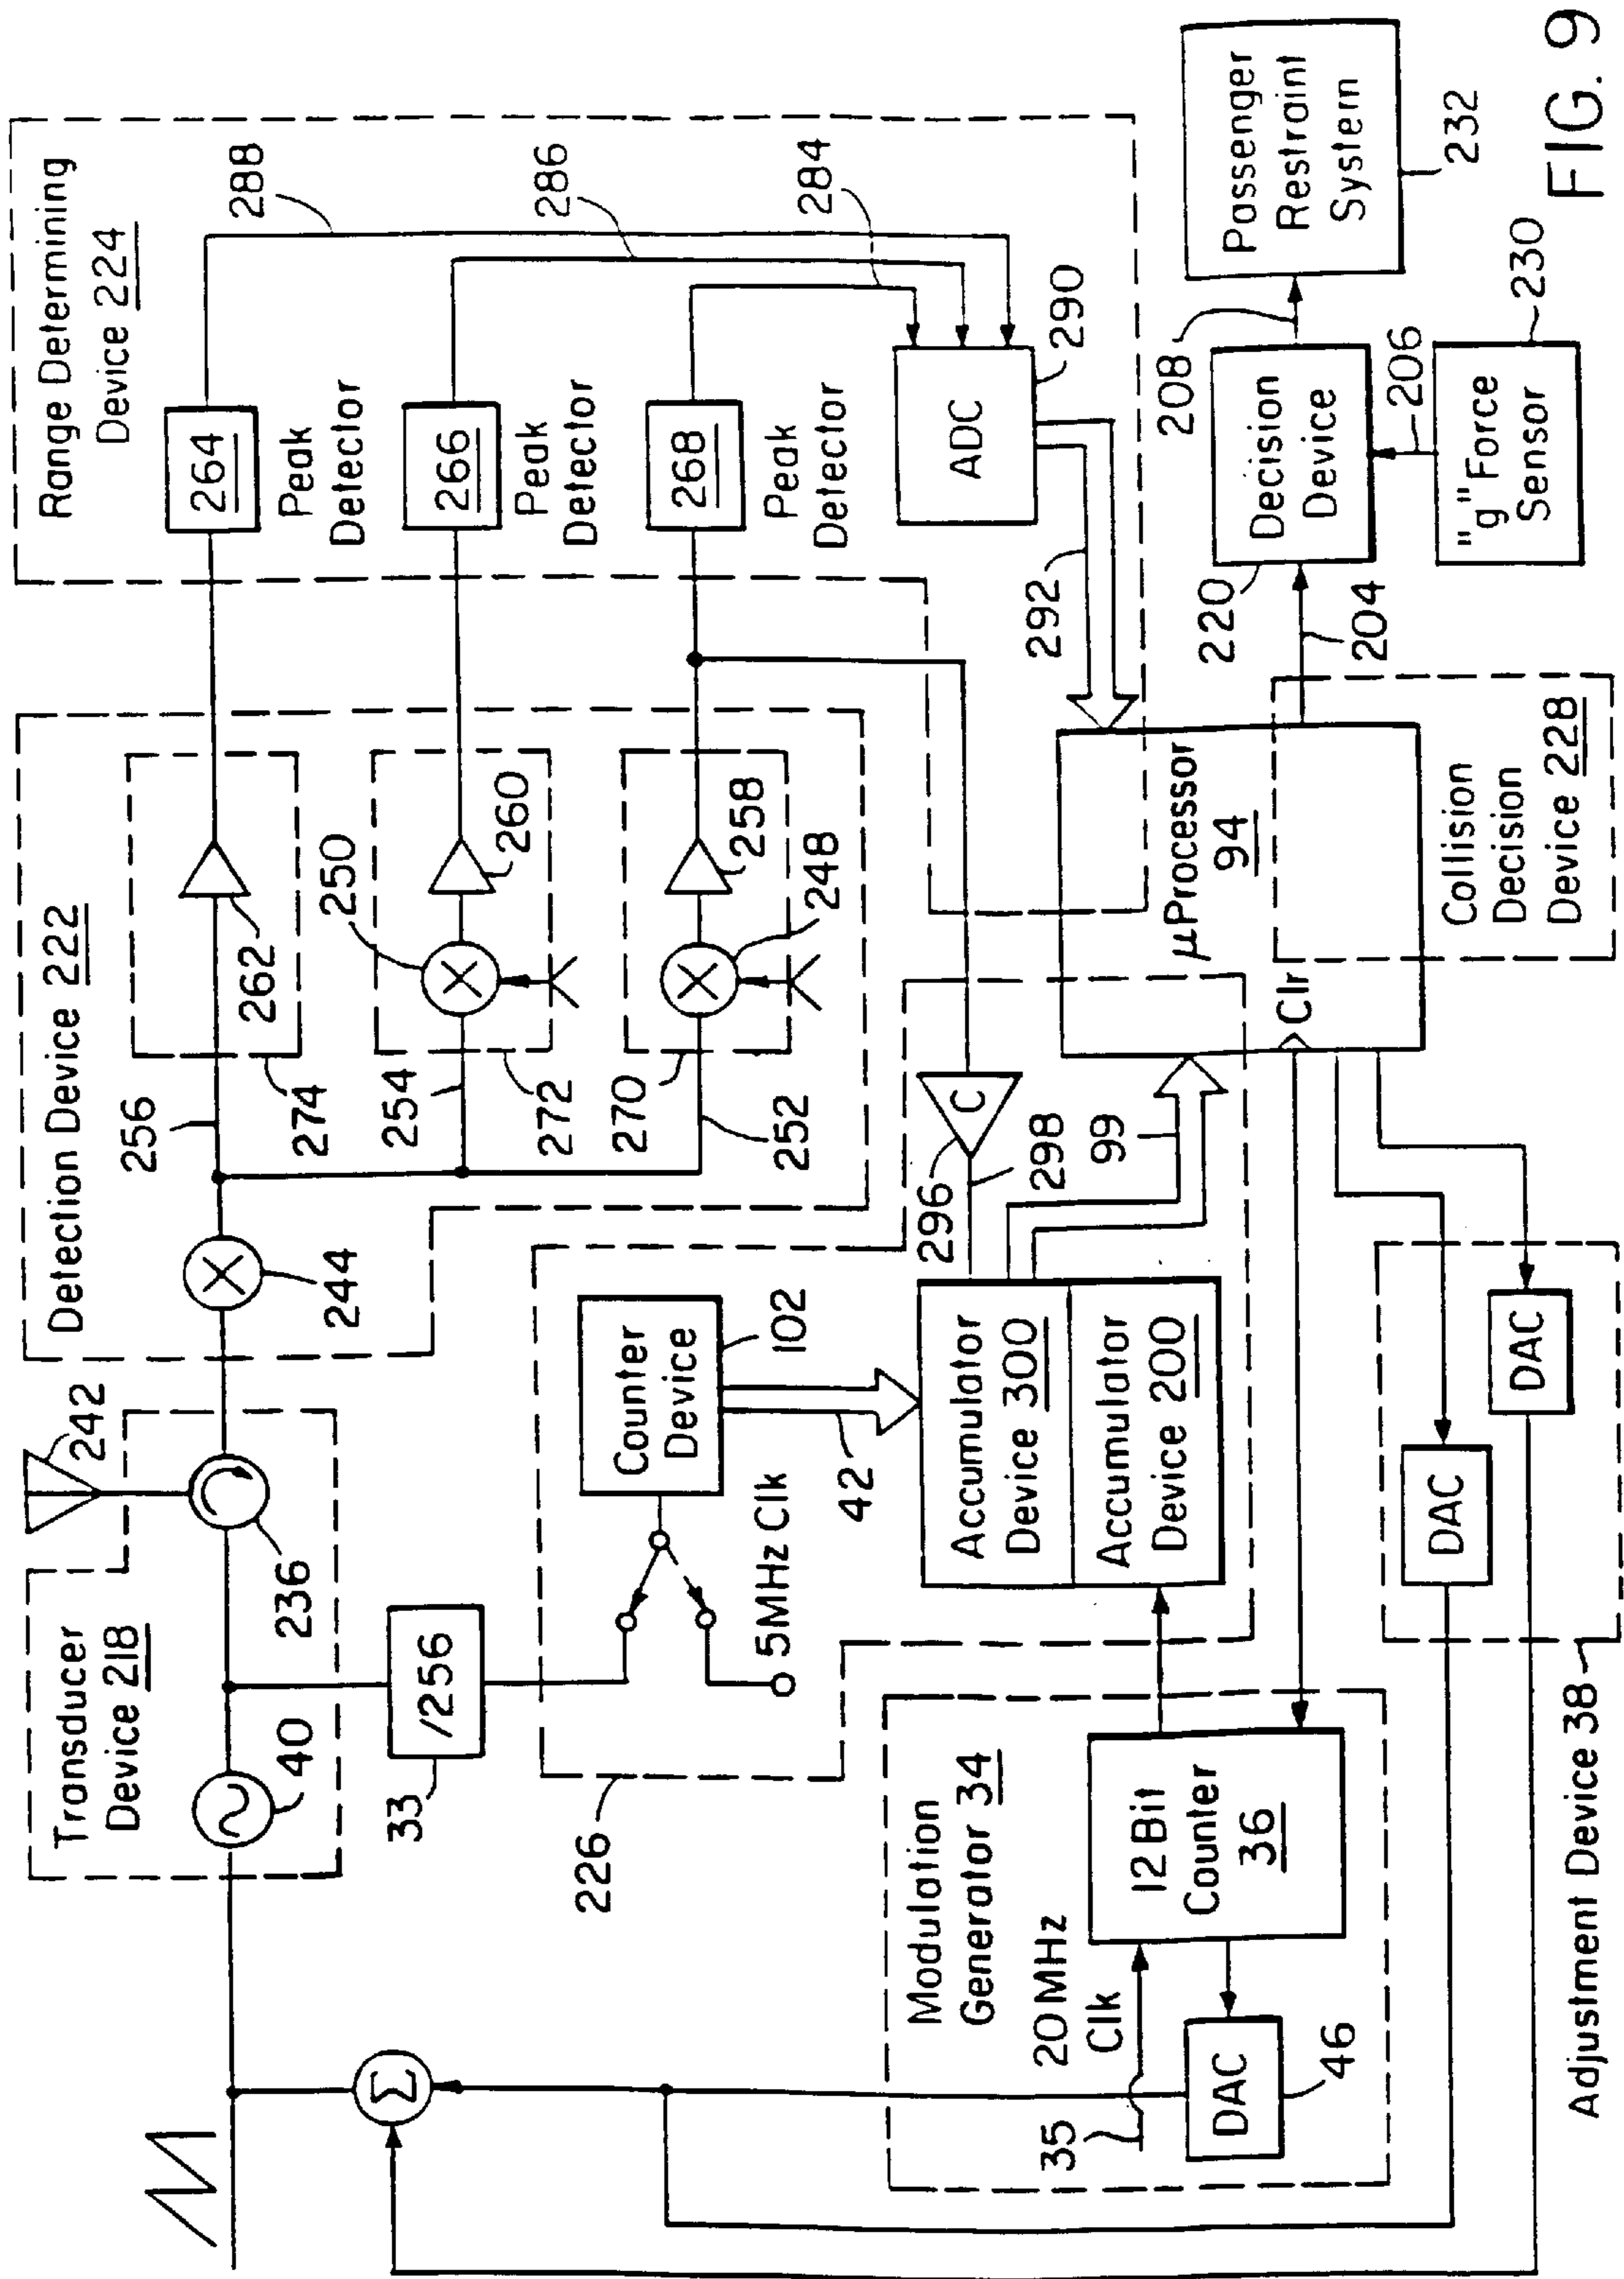 Transducer
Device 218
242
236
40
/256
33
226
Detection Device 222
244
256
262
274
250
260
254
272
258
248
270
252
Range Determining
Device 224
264
Peak
Detector
266
Peak
Detector
268
Peak
Detector
288
286
284
ADC
290
292
Counter
Device
102
5MHz Clk
42
Accumulator
Device 300
Accumulator
Device 200
C
296
298
99
µProcessor
94
Clr
Collision
Decision
Device 228
204
220
Decision
Device
208
206
"g" Force
Sensor
230
Passenger
Restraint
System
232
Σ
Modulation
Generator 34
20MHz
Clk
35
12 Bit
Counter
36
DAC
46
DAC
DAC
Adjustment Device 38
FIG. 9